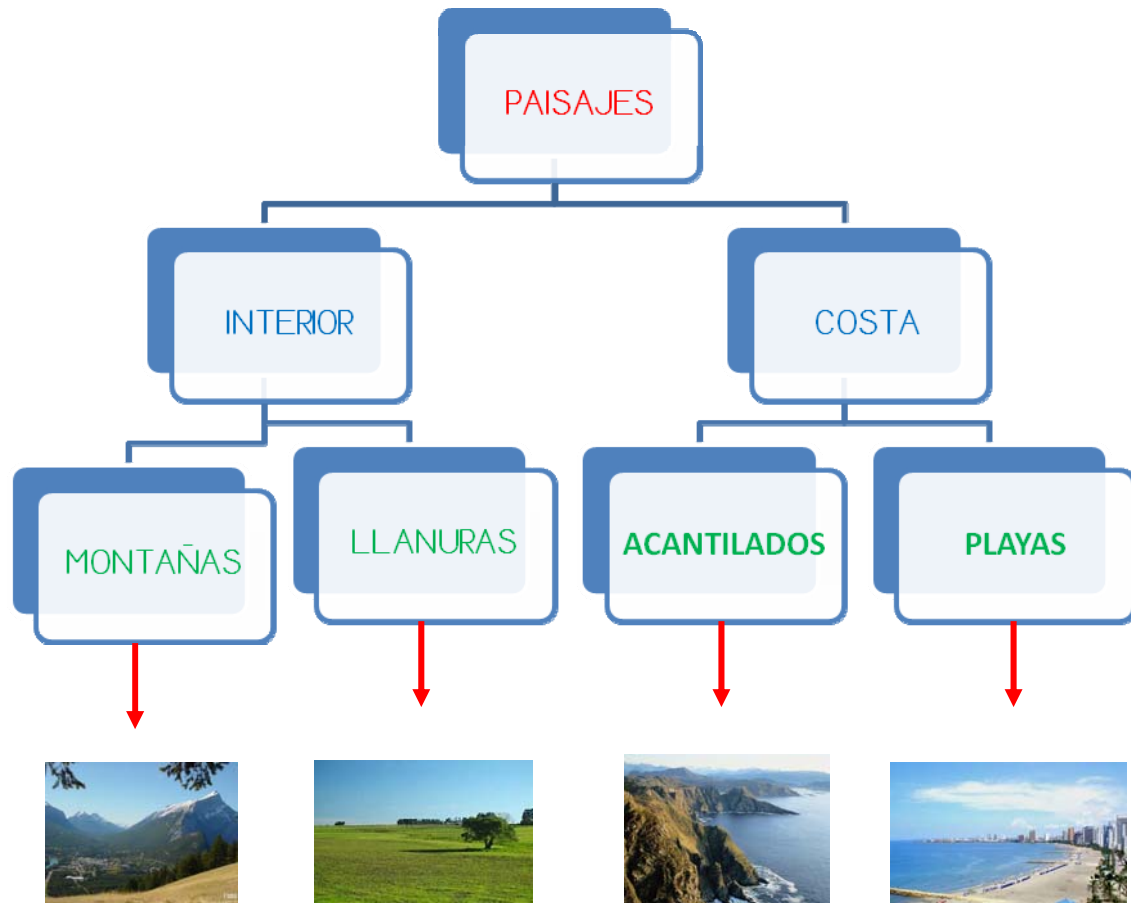 PAISAJES
INTERIOR
COSTA
MONTAÑAS
LLANURAS
ACANTILADOS
PLAYAS